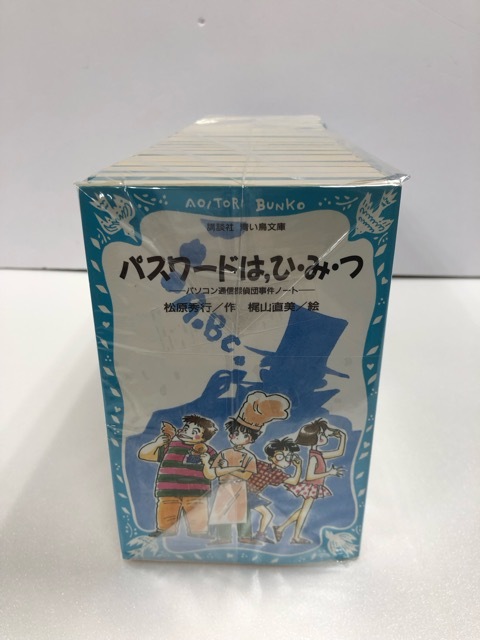 AOITORI BUNKO
講談社 青い鳥文庫
パスワードは,ひ・み・つ
―パソコン通信探偵団事件ノート―
松原秀行／作 梶山直美／絵